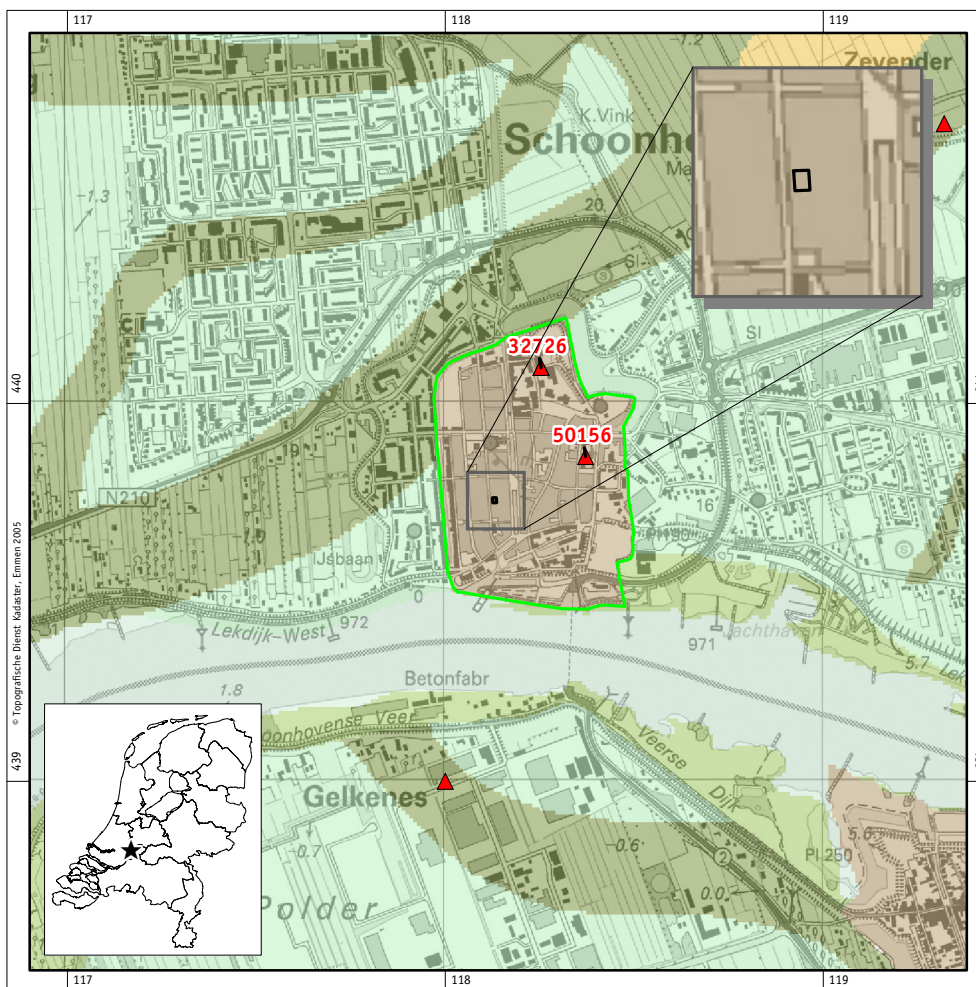 117 118 119
-1.2
Zevender
K.Vink
Schoonh
Ma
-1.3
20
Sl
Sl
32726
440
50156
N210
16
IJsbaan
0
972
Lekdijk-West
971
Jachthaven
5.7
Lek
1.8
Betonfabr
oonhovense Veer
Veerse
Dijk
439
Gelkenes
-0.7
-0.6
5.6
Pl 250
2
0.0
Polder
© Topografische Dienst Kadaster, Emmen 2005
117 118 119